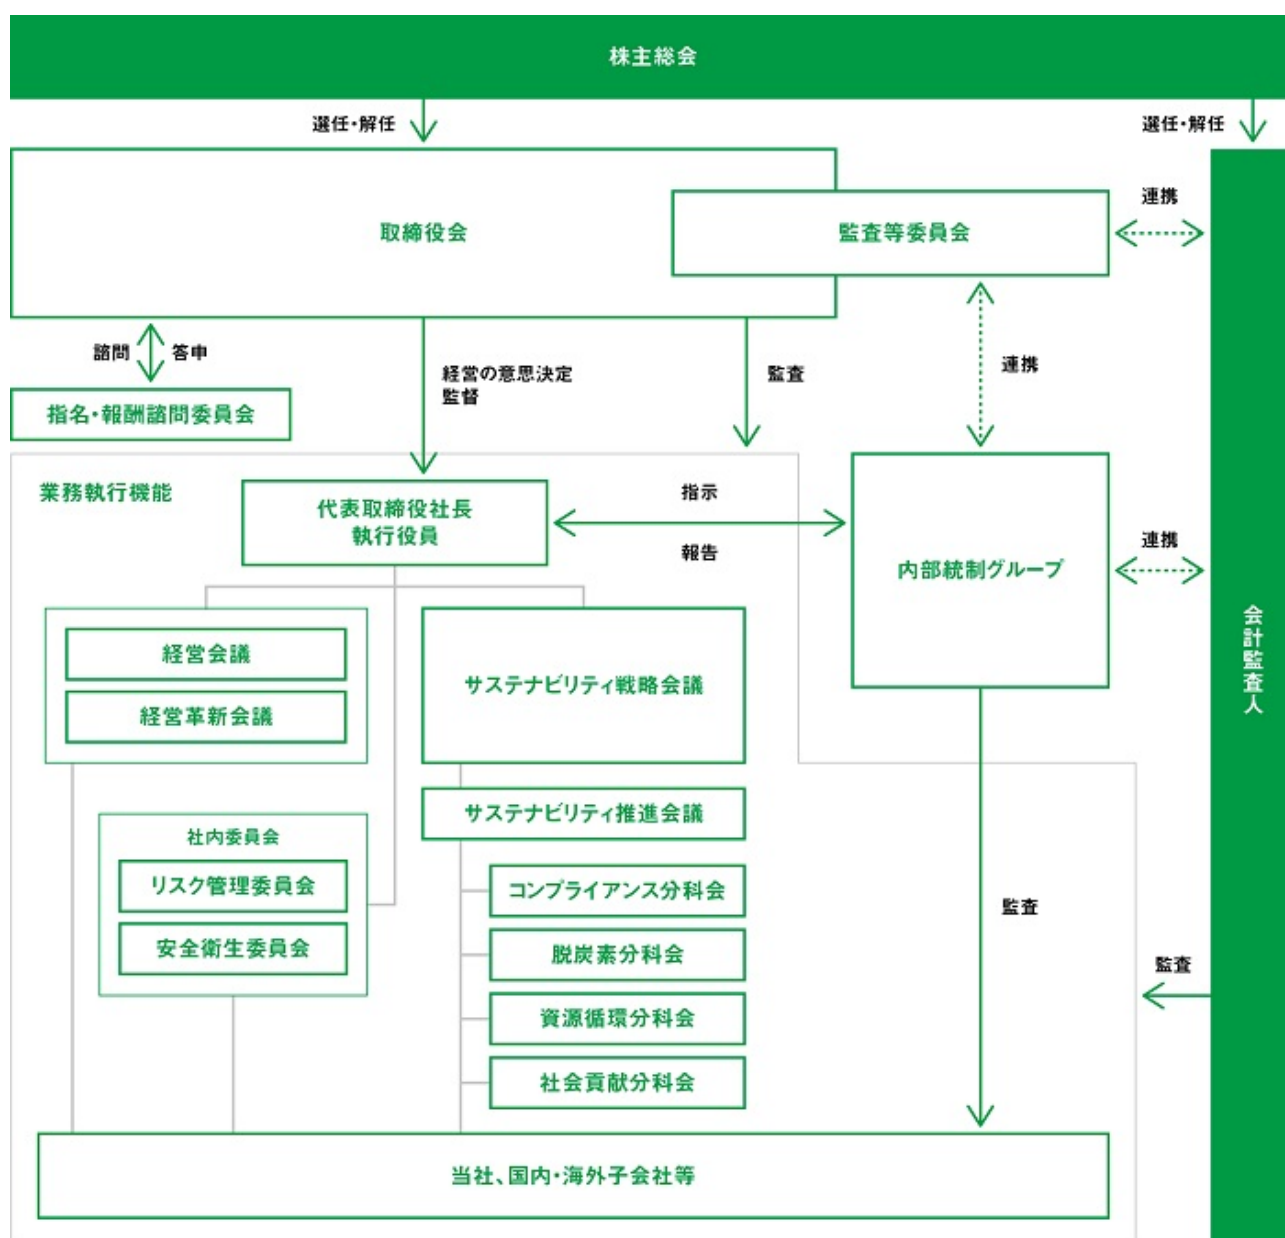 株主総会
選任・解任
選任・解任
取締役会
監査等委員会
連携
諮問
答申
経営の意思決定
監督
監査
連携
指名・報酬諮問委員会
業務執行機能
代表取締役社長
執行役員
指示
報告
内部統制グループ
連携
会計監査人
経営会議
経営革新会議
サステナビリティ戦略会議
サステナビリティ推進会議
社内委員会
リスク管理委員会
安全衛生委員会
コンプライアンス分科会
脱炭素分科会
資源循環分科会
社会貢献分科会
監査
監査
当社、国内・海外子会社等